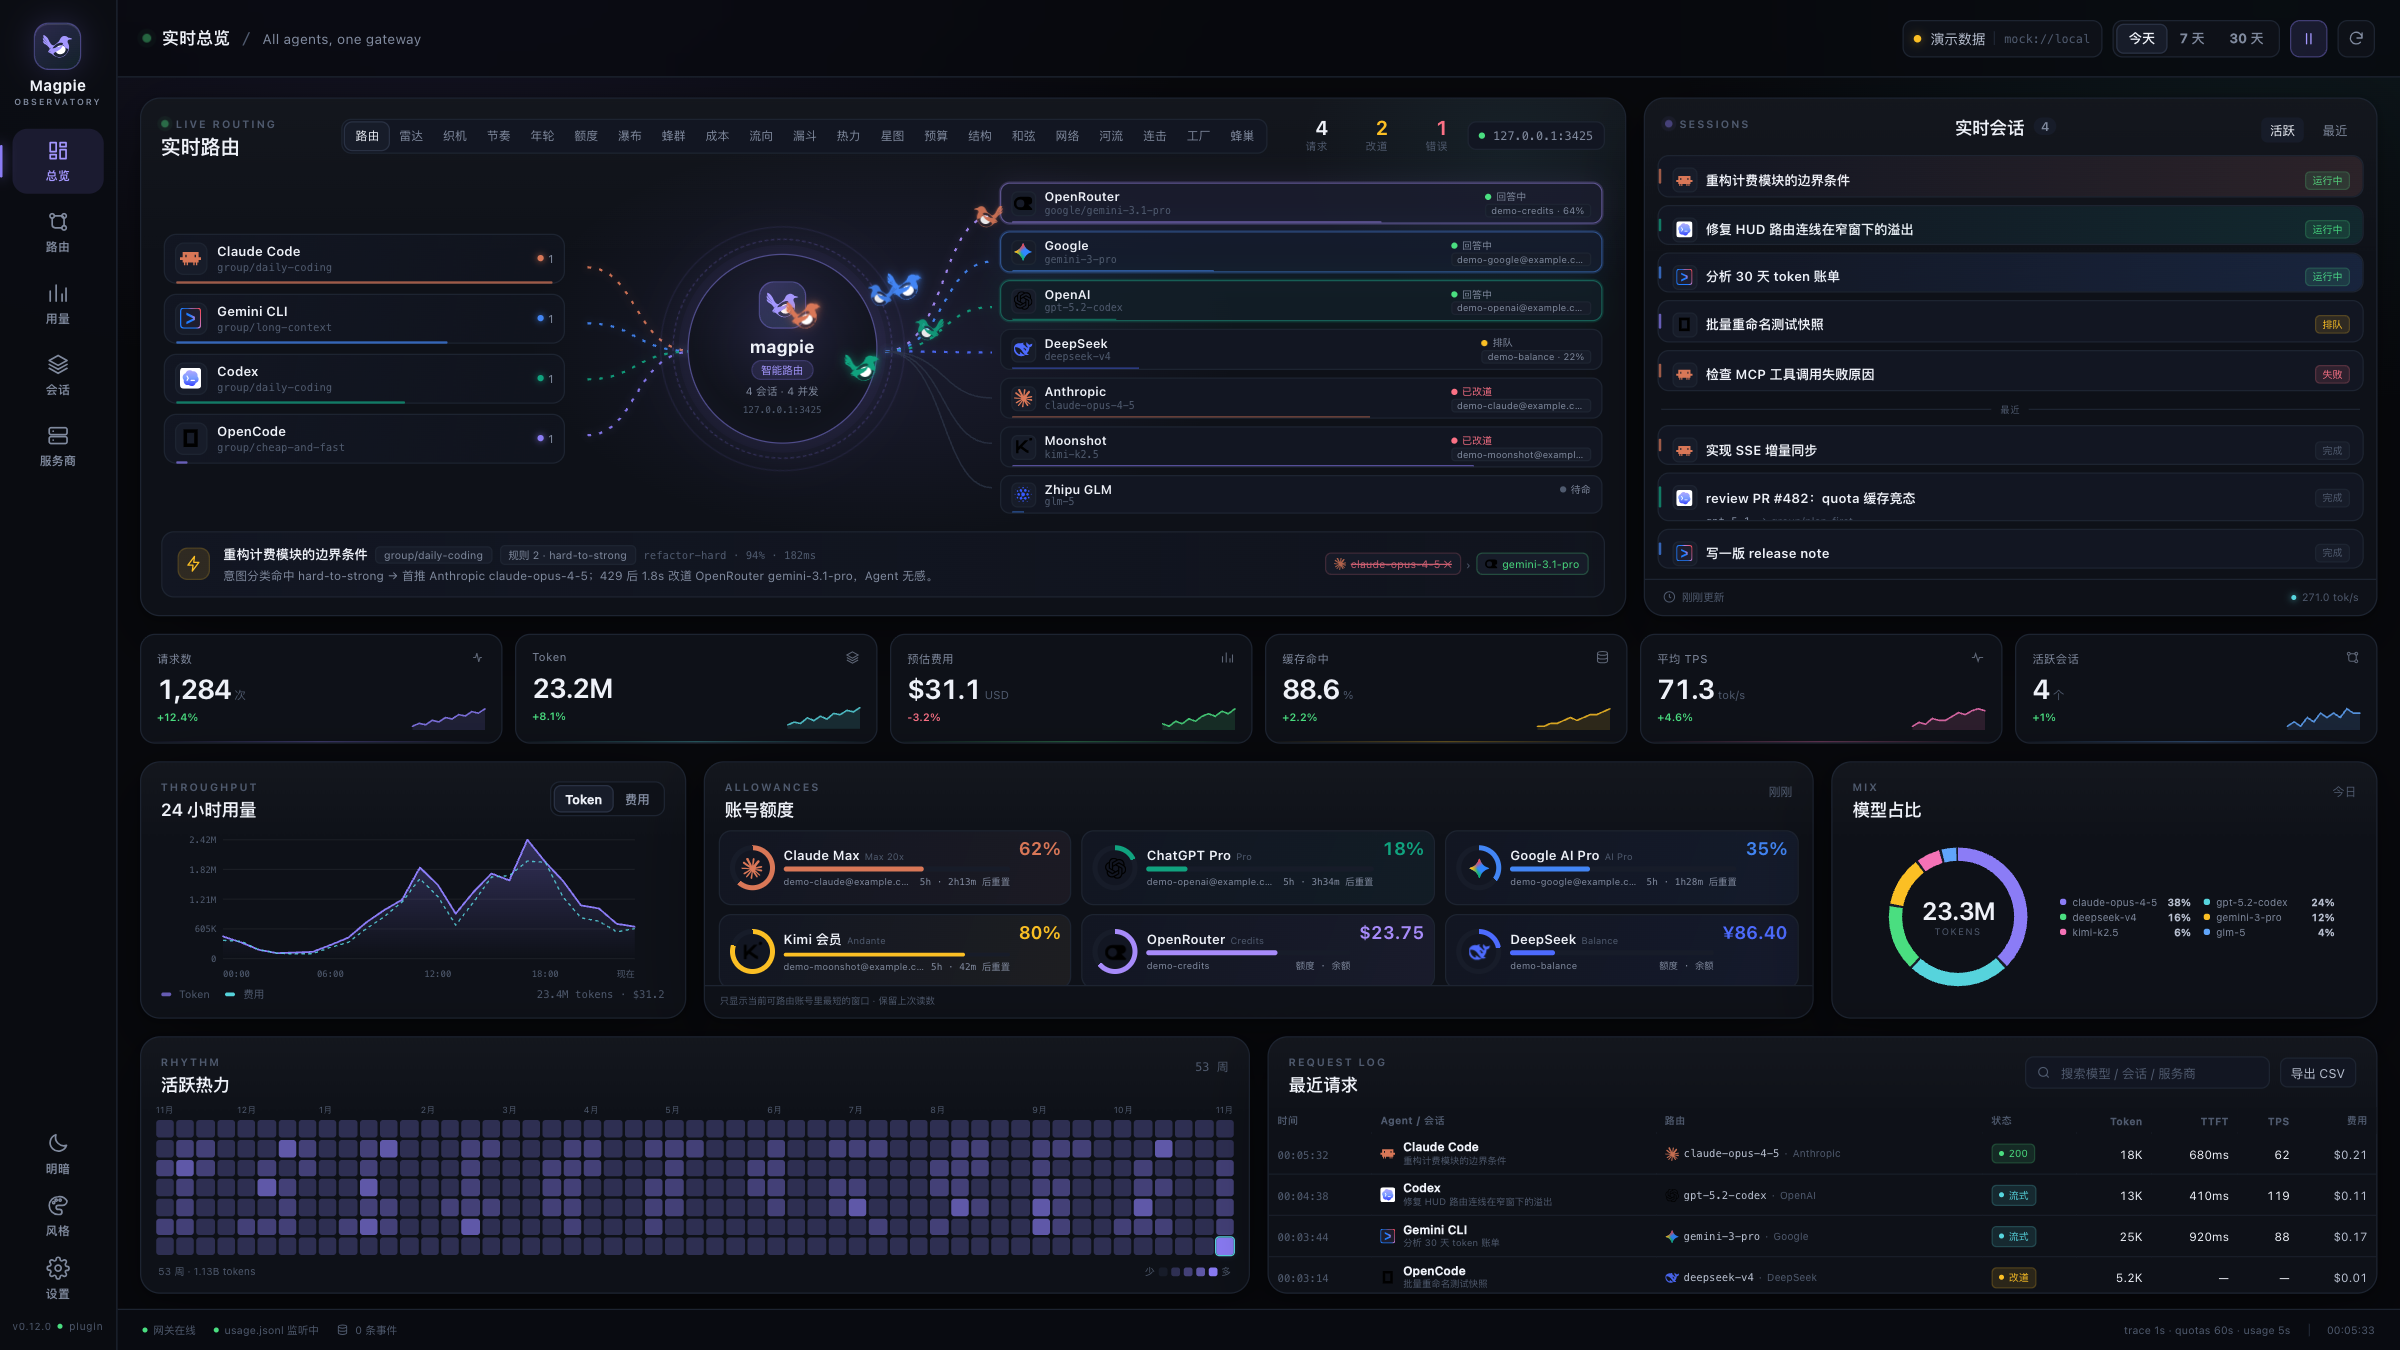 Magpie
OBSERVATORY
总览
路由
用量
会话
服务商
明暗
风格
设置
v0.12.0 plugin
实时总览 / All agents, one gateway
演示数据 mock://local
今天 7 天 30 天
LIVE ROUTING
实时路由
路由 雷达 织机 节奏 年轮 额度 瀑布 蜂群 成本 流向 漏斗 热力 星图 预算 结构 和弦 网络 河流 连击 工厂 蜂巢
4 请求
2 改道
1 错误
127.0.0.1:3425
Claude Code 1
group/daily-coding
Gemini CLI 1
group/long-context
Codex 1
group/daily-coding
OpenCode 1
group/cheap-and-fast
magpie
智能路由
4 会话 · 4 并发
127.0.0.1:3425
OpenRouter 回答中
google/gemini-3.1-pro demo-credits · 64%
Google 回答中
gemini-3-pro demo-google@example.c…
OpenAI 回答中
gpt-5.2-codex demo-openai@example.c…
DeepSeek 排队
deepseek-v4 demo-balance · 22%
Anthropic 已改道
claude-opus-4-5 demo-claude@example.c…
Moonshot 已改道
kimi-k2.5 demo-moonshot@exampl…
Zhipu GLM 待命
glm-5
重构计费模块的边界条件 group/daily-coding 规则 2 · hard-to-strong refactor-hard · 94% · 182ms
意图分类命中 hard-to-strong → 首推 Anthropic claude-opus-4-5；429 后 1.8s 改道 OpenRouter gemini-3.1-pro，Agent 无感。
claude-opus-4-5 ✕ › gemini-3.1-pro
SESSIONS
实时会话 4
活跃 最近
重构计费模块的边界条件 运行中
修复 HUD 路由连线在窄窗下的溢出 运行中
分析 30 天 token 账单 运行中
批量重命名测试快照 排队
检查 MCP 工具调用失败原因 失败
最近
实现 SSE 增量同步 完成
review PR #482：quota 缓存竞态 完成
写一版 release note 完成
刚刚更新 271.0 tok/s
请求数
1,284 次
+12.4%
Token
23.2M
+8.1%
预估费用
$31.1 USD
-3.2%
缓存命中
88.6 %
+2.2%
平均 TPS
71.3 tok/s
+4.6%
活跃会话
4 个
+1%
THROUGHPUT
24 小时用量
Token 费用
2.42M
1.82M
1.21M
605K
0
00:00 06:00 12:00 18:00 现在
Token 费用 23.4M tokens · $31.2
ALLOWANCES
账号额度
刚刚
Claude Max Max 20x 62%
demo-claude@example.c… 5h · 2h13m 后重置
ChatGPT Pro Pro 18%
demo-openai@example.c… 5h · 3h34m 后重置
Google AI Pro AI Pro 35%
demo-google@example.c… 5h · 1h28m 后重置
Kimi 会员 Andante 80%
demo-moonshot@example.c… 5h · 42m 后重置
OpenRouter Credits $23.75
demo-credits 额度 · 余额
DeepSeek Balance ¥86.40
demo-balance 额度 · 余额
只显示当前可路由账号里最短的窗口 · 保留上次读数
MIX
模型占比
今日
23.3M
TOKENS
claude-opus-4-5 38% gpt-5.2-codex 24%
deepseek-v4 16% gemini-3-pro 12%
kimi-k2.5 6% glm-5 4%
RHYTHM
活跃热力
53 周
11月 12月 1月 2月 3月 4月 5月 6月 7月 8月 9月 10月 11月
53 周 · 1.13B tokens
少 多
REQUEST LOG
最近请求
搜索模型 / 会话 / 服务商
导出 CSV
时间 Agent / 会话 路由 状态 Token TTFT TPS 费用
00:05:32 Claude Code claude-opus-4-5 · Anthropic 200 18K 680ms 62 $0.21
重构计费模块的边界条件
00:04:38 Codex gpt-5.2-codex · OpenAI 流式 13K 410ms 119 $0.11
修复 HUD 路由连线在窄窗下的溢出
00:03:44 Gemini CLI gemini-3-pro · Google 流式 25K 920ms 88 $0.17
分析 30 天 token 账单
00:03:14 OpenCode deepseek-v4 · DeepSeek 改道 5.2K — — $0.01
批量重命名测试快照
网关在线 usage.jsonl 监听中 0 条事件
trace 1s · quotas 60s · usage 5s 00:05:33